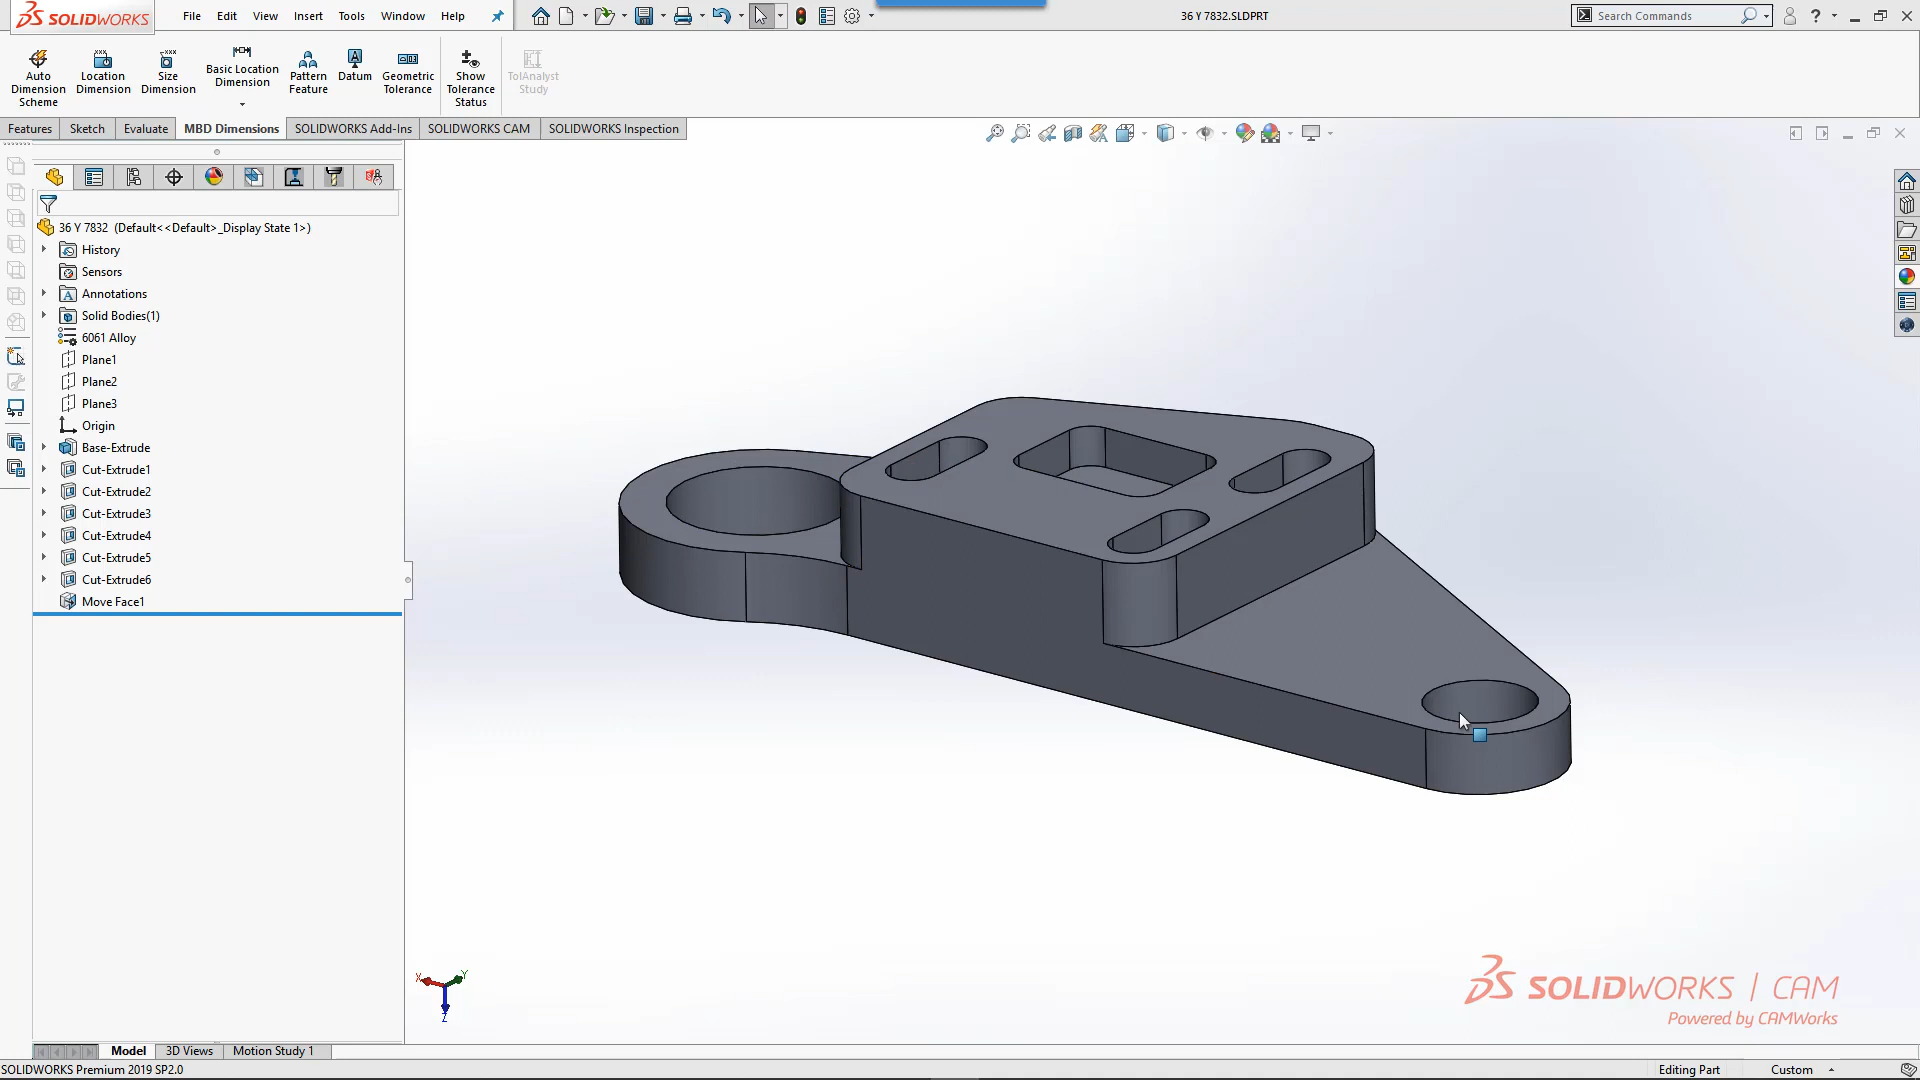 SOLIDWORKS
File Edit View Insert Tools Window Help
36 Y 7832.SLDPRT
Search Commands
Auto Dimension Scheme
Location Dimension
Size Dimension
Basic Location Dimension
Pattern Feature
Datum
Geometric Tolerance
Show Tolerance Status
TolAnalyst Study
Features Sketch Evaluate MBD Dimensions SOLIDWORKS Add-Ins SOLIDWORKS CAM SOLIDWORKS Inspection
36 Y 7832 (Default<<Default>_Display State 1>)
History
Sensors
Annotations
Solid Bodies(1)
6061 Alloy
Plane1
Plane2
Plane3
Origin
Base-Extrude
Cut-Extrude1
Cut-Extrude2
Cut-Extrude3
Cut-Extrude4
Cut-Extrude5
Cut-Extrude6
Move Face1
X Y
Z
SOLIDWORKS | CAM
Powered by CAMWorks
Model 3D Views Motion Study 1
SOLIDWORKS Premium 2019 SP2.0
Editing Part Custom